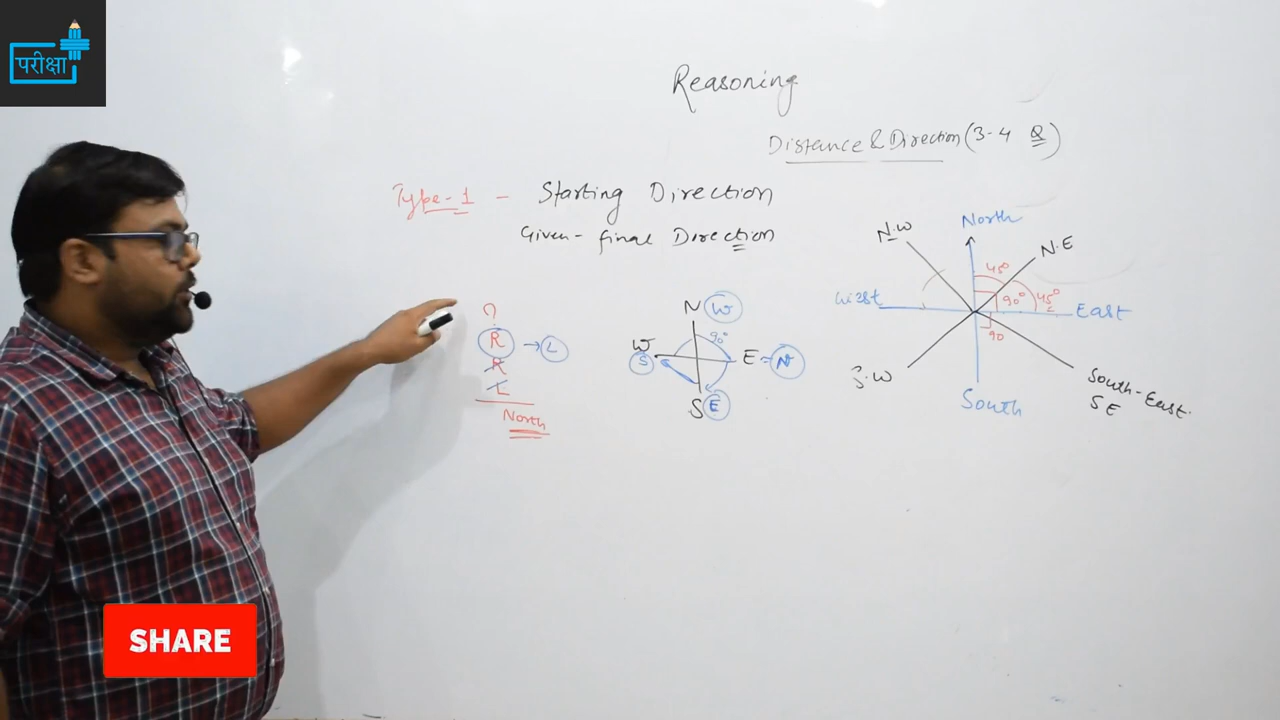 परीक्षा
Reasoning
Distance & Direction (3-4 Q)
Type-1 - Starting Direction
Given- final Direction
?
R → L
R
L
North
N W
W 90°
S E N
S E
North
N.W N.E
45°
West 90° 45° East
90
S.W South-East
South SE
SHARE